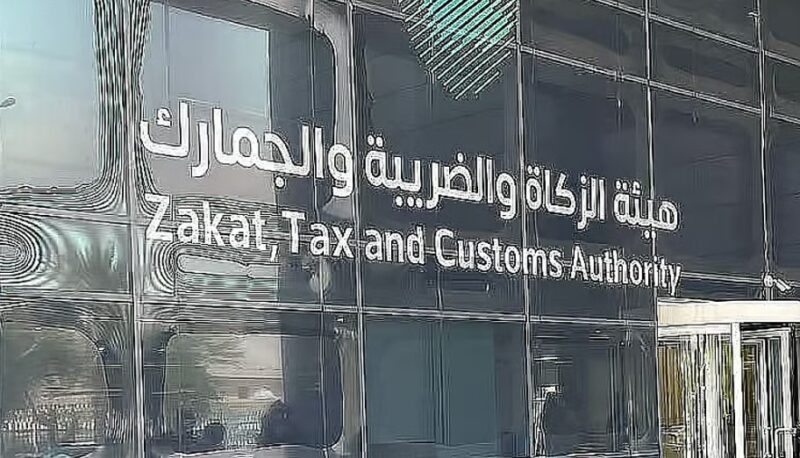 هيئة الزكاة والضريبة والجمارك
Zakat, Tax and Customs Authority